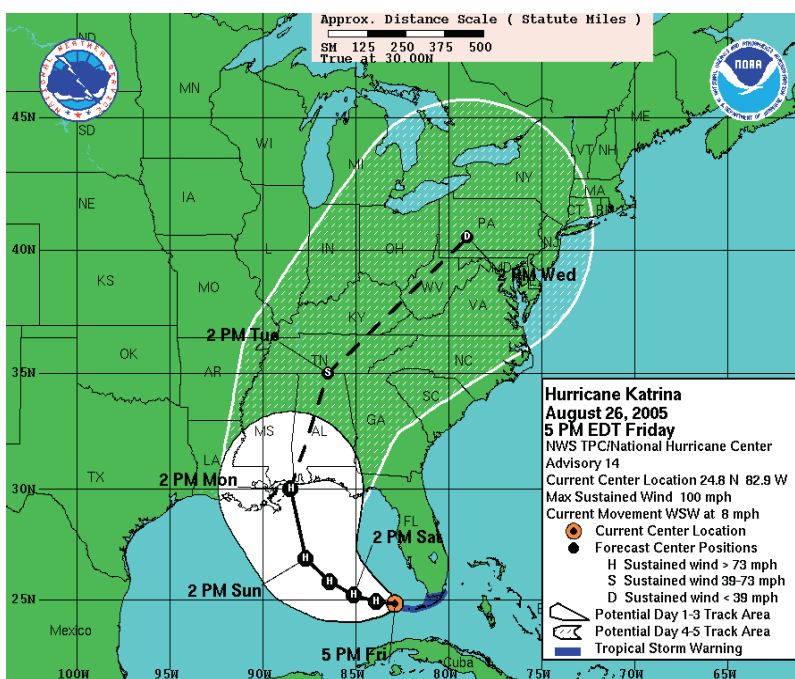 Approx. Distance Scale ( Statute Miles )
SM 125 250 375 500
True at 30.00N
NATIONAL WEATHER SERVICE
NOAA
ND
MN
SD
WI
MI
ME
VT
NH
NY
MA
CT
RI
NE
IA
IL
IN
OH
PA
NJ
MD
DE
KS
MO
KY
WV
VA
OK
AR
TN
NC
SC
MS
AL
GA
TX
LA
FL
Mexico
Cuba
45N
40N
35N
30N
25N
100W
95W
90W
85W
80W
75W
70W
65W
2 PM Wed
2 PM Tue
2 PM Mon
2 PM Sun
2 PM Sat
5 PM Fri
D
S
H
H
H
H
H
Hurricane Katrina
August 26, 2005
5 PM EDT Friday
NWS TPC/National Hurricane Center
Advisory 14
Current Center Location 24.8 N 82.9 W
Max Sustained Wind 100 mph
Current Movement WSW at 8 mph
Current Center Location
Forecast Center Positions
H Sustained wind > 73 mph
S Sustained wind 39-73 mph
D Sustained wind < 39 mph
Potential Day 1-3 Track Area
Potential Day 4-5 Track Area
Tropical Storm Warning